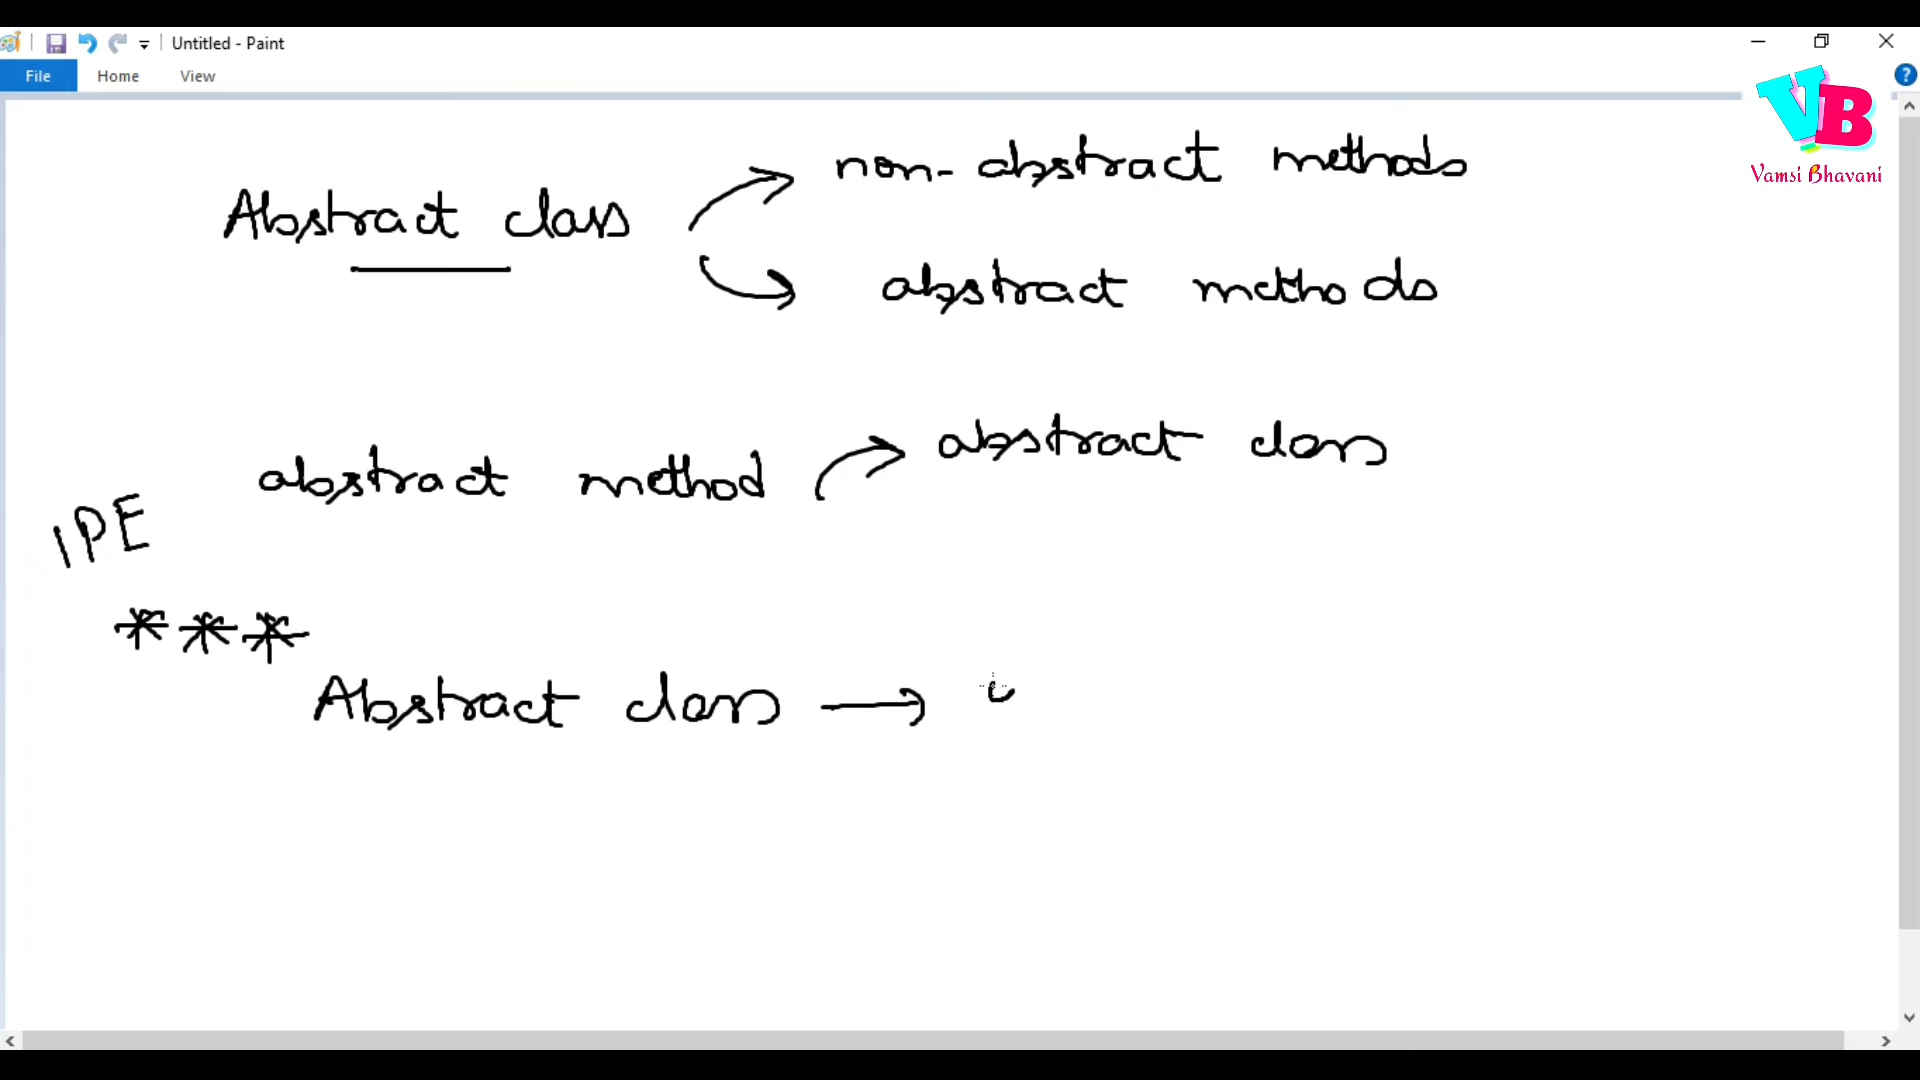 Untitled - Paint
File Home View
VB
Vamsi Bhavani
non-abstract methods
Abstract class
abstract methods
abstract method abstract class
IPE
***
Abstract class →